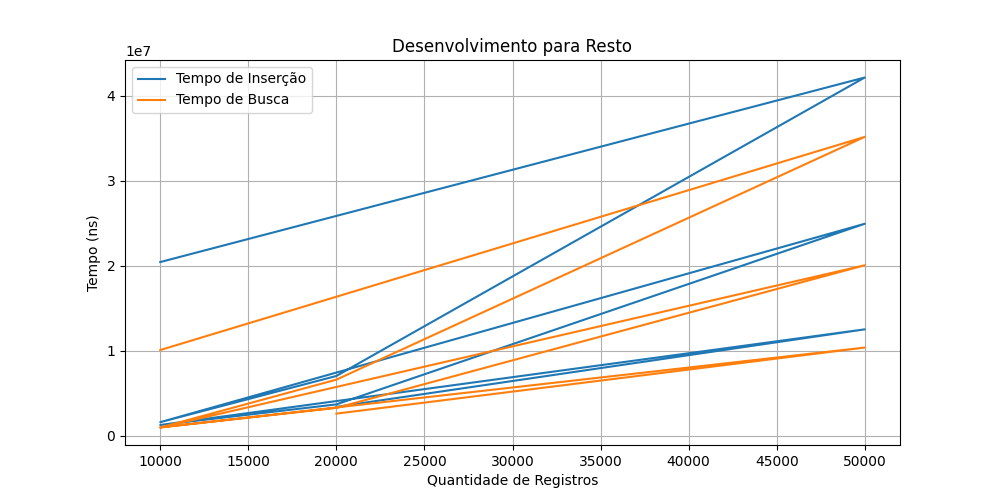 Desenvolvimento para Resto
1e7
Tempo de Inserção
Tempo de Busca
4
3
2
1
0
Tempo (ns)
10000 15000 20000 25000 30000 35000 40000 45000 50000
Quantidade de Registros